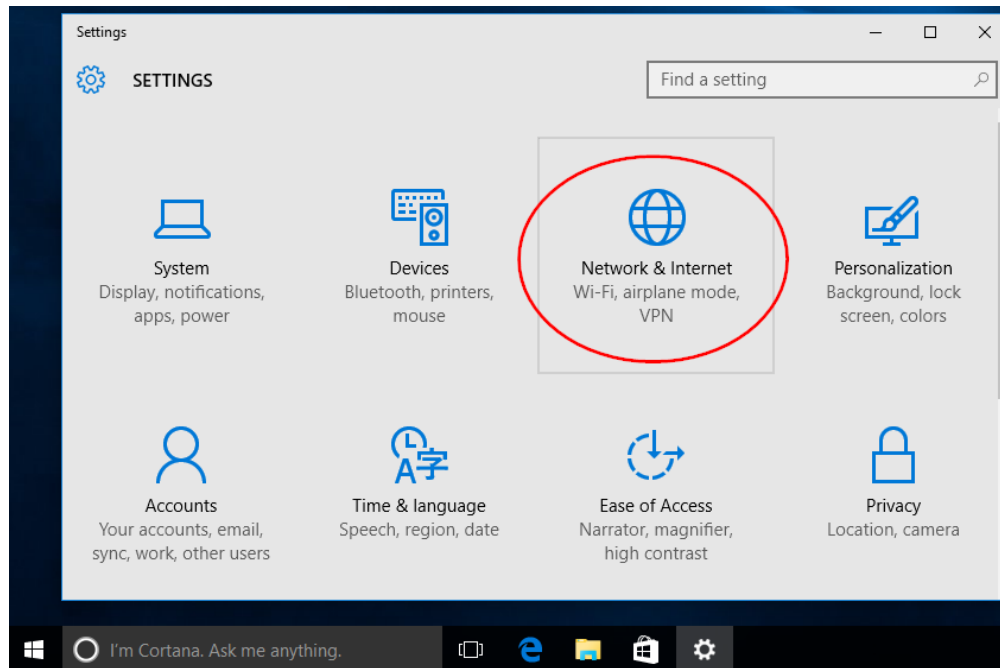 Settings
SETTINGS
Find a setting
System
Display, notifications,
apps, power
Devices
Bluetooth, printers,
mouse
Network & Internet
Wi-Fi, airplane mode,
VPN
Personalization
Background, lock
screen, colors
Accounts
Your accounts, email,
sync, work, other users
A字
Time & language
Speech, region, date
Ease of Access
Narrator, magnifier,
high contrast
Privacy
Location, camera
I'm Cortana. Ask me anything.